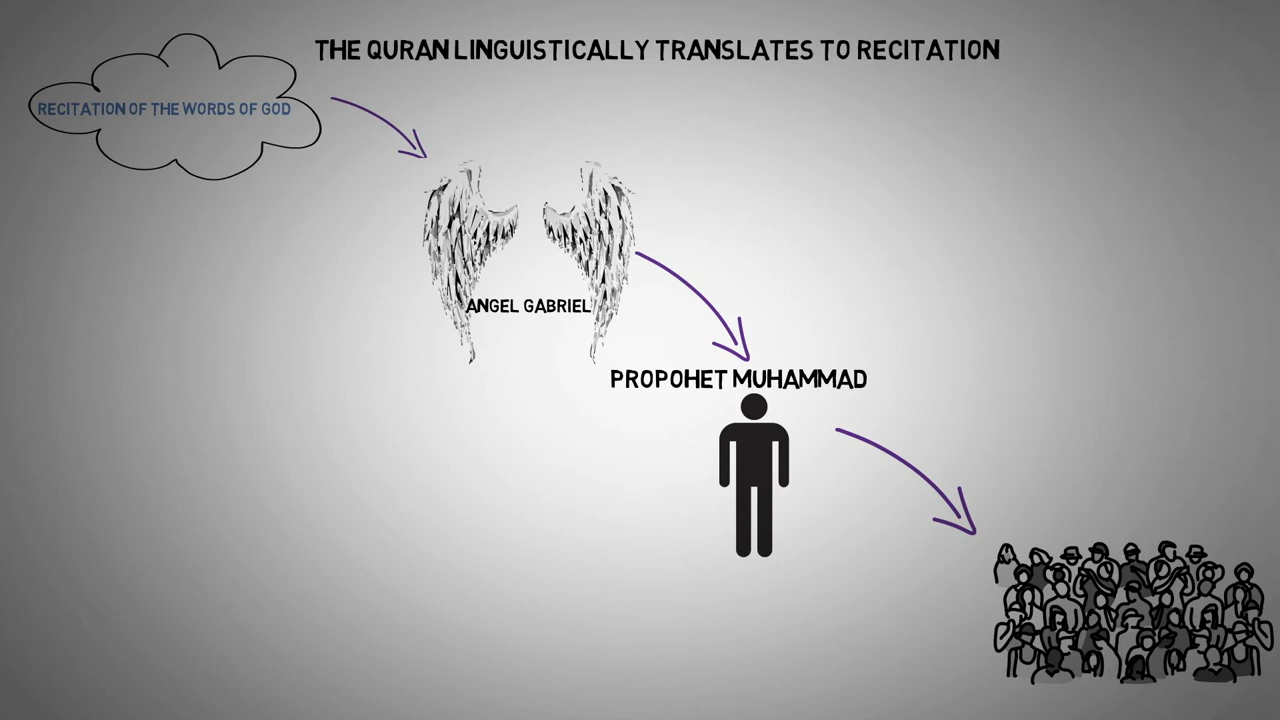 THE QURAN LINGUISTICALLY TRANSLATES TO RECITATION
RECITATION OF THE WORDS OF GOD
ANGEL GABRIEL
PROPOHET MUHAMMAD